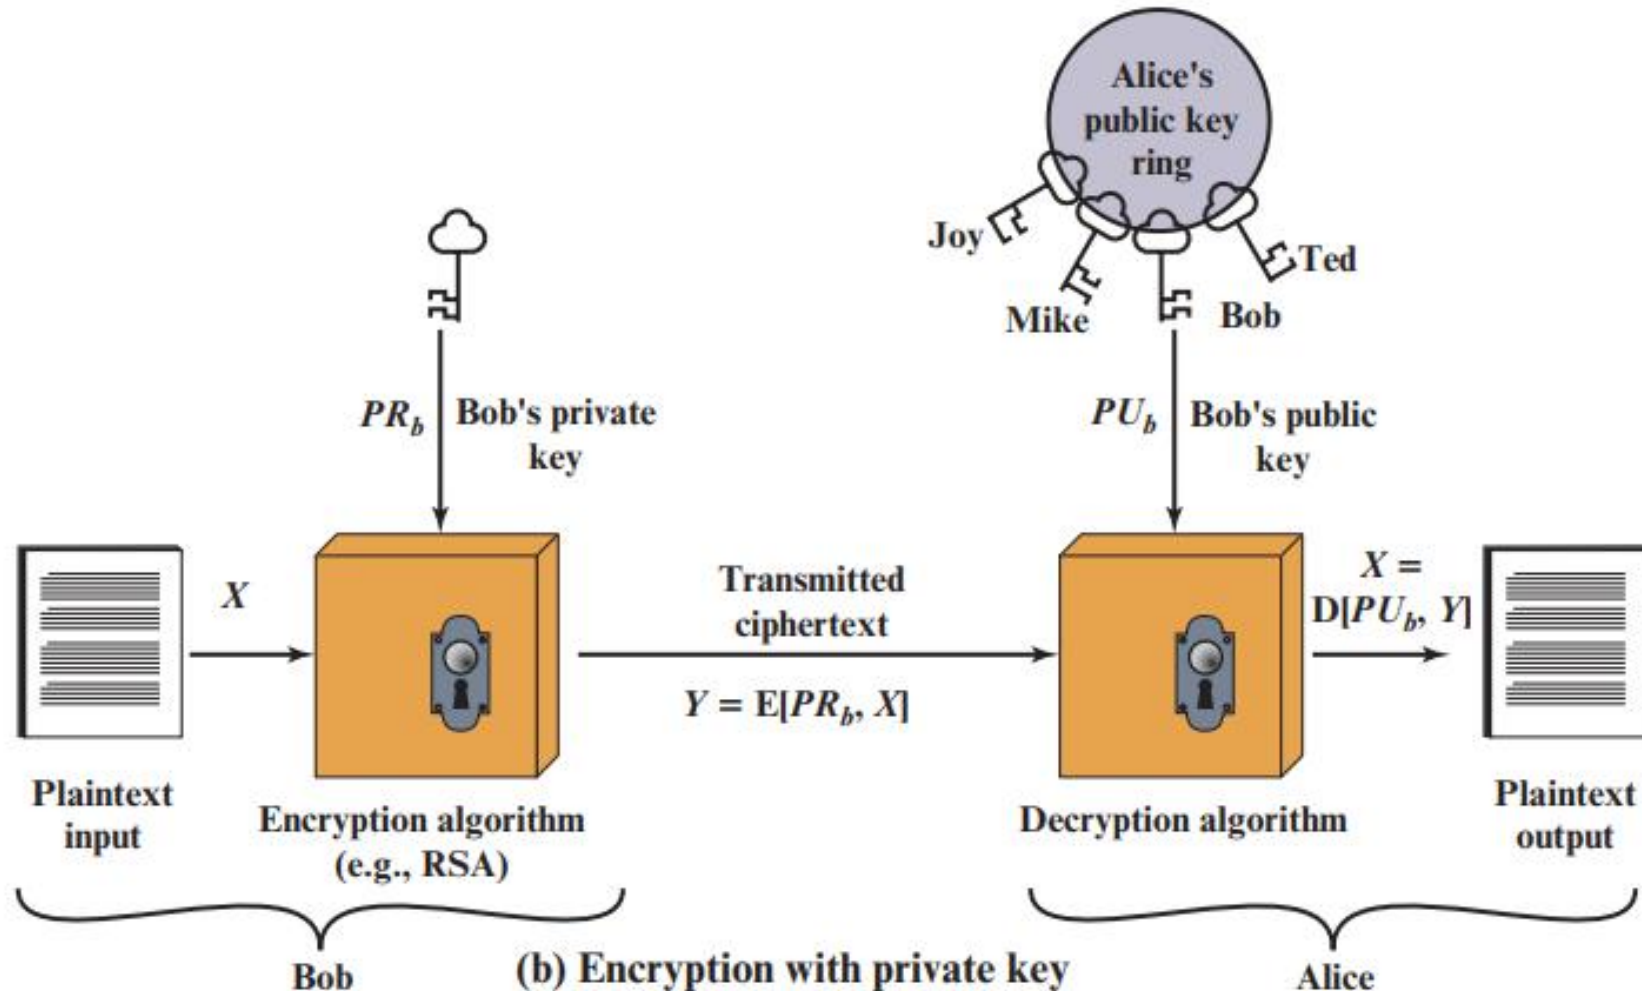 Alice's
public key
ring
Joy
Ted
Mike
Bob
PR_b
Bob's private
key
PU_b
Bob's public
key
X
Transmitted
ciphertext
Y = E[PR_b, X]
X =
D[PU_b, Y]
Plaintext
input
Encryption algorithm
(e.g., RSA)
Decryption algorithm
Plaintext
output
Bob
(b) Encryption with private key
Alice